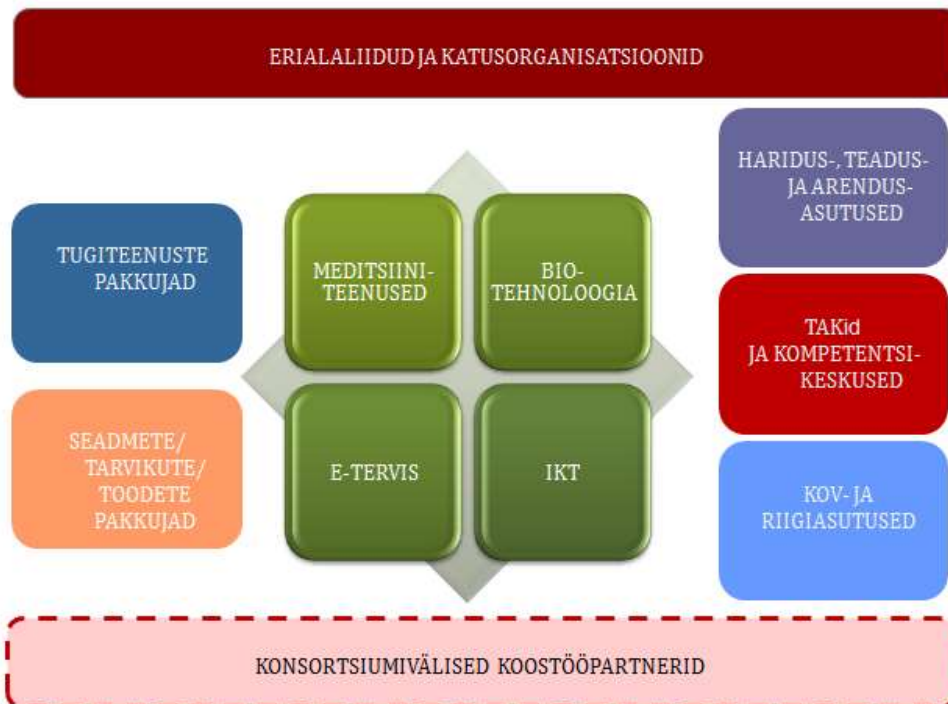 ERIALALIIDUD JA KATUSORGANISATSIOONID
TUGITEENUSTE
PAKKUJAD
SEADMETE/
TARVIKUTE/
TOODETE
PAKKUJAD
MEDITSIINI-
TEENUSED
BIO-
TEHNOLOOGIA
E-TERVIS
IKT
HARIDUS-, TEADUS-
JA ARENDUS-
ASUTUSED
TAKid
JA KOMPETENTSI-
KESKUSED
KOV- JA
RIIGIASUTUSED
KONSORTSIUMIVÄLISED KOOSTÖÖPARTNERID